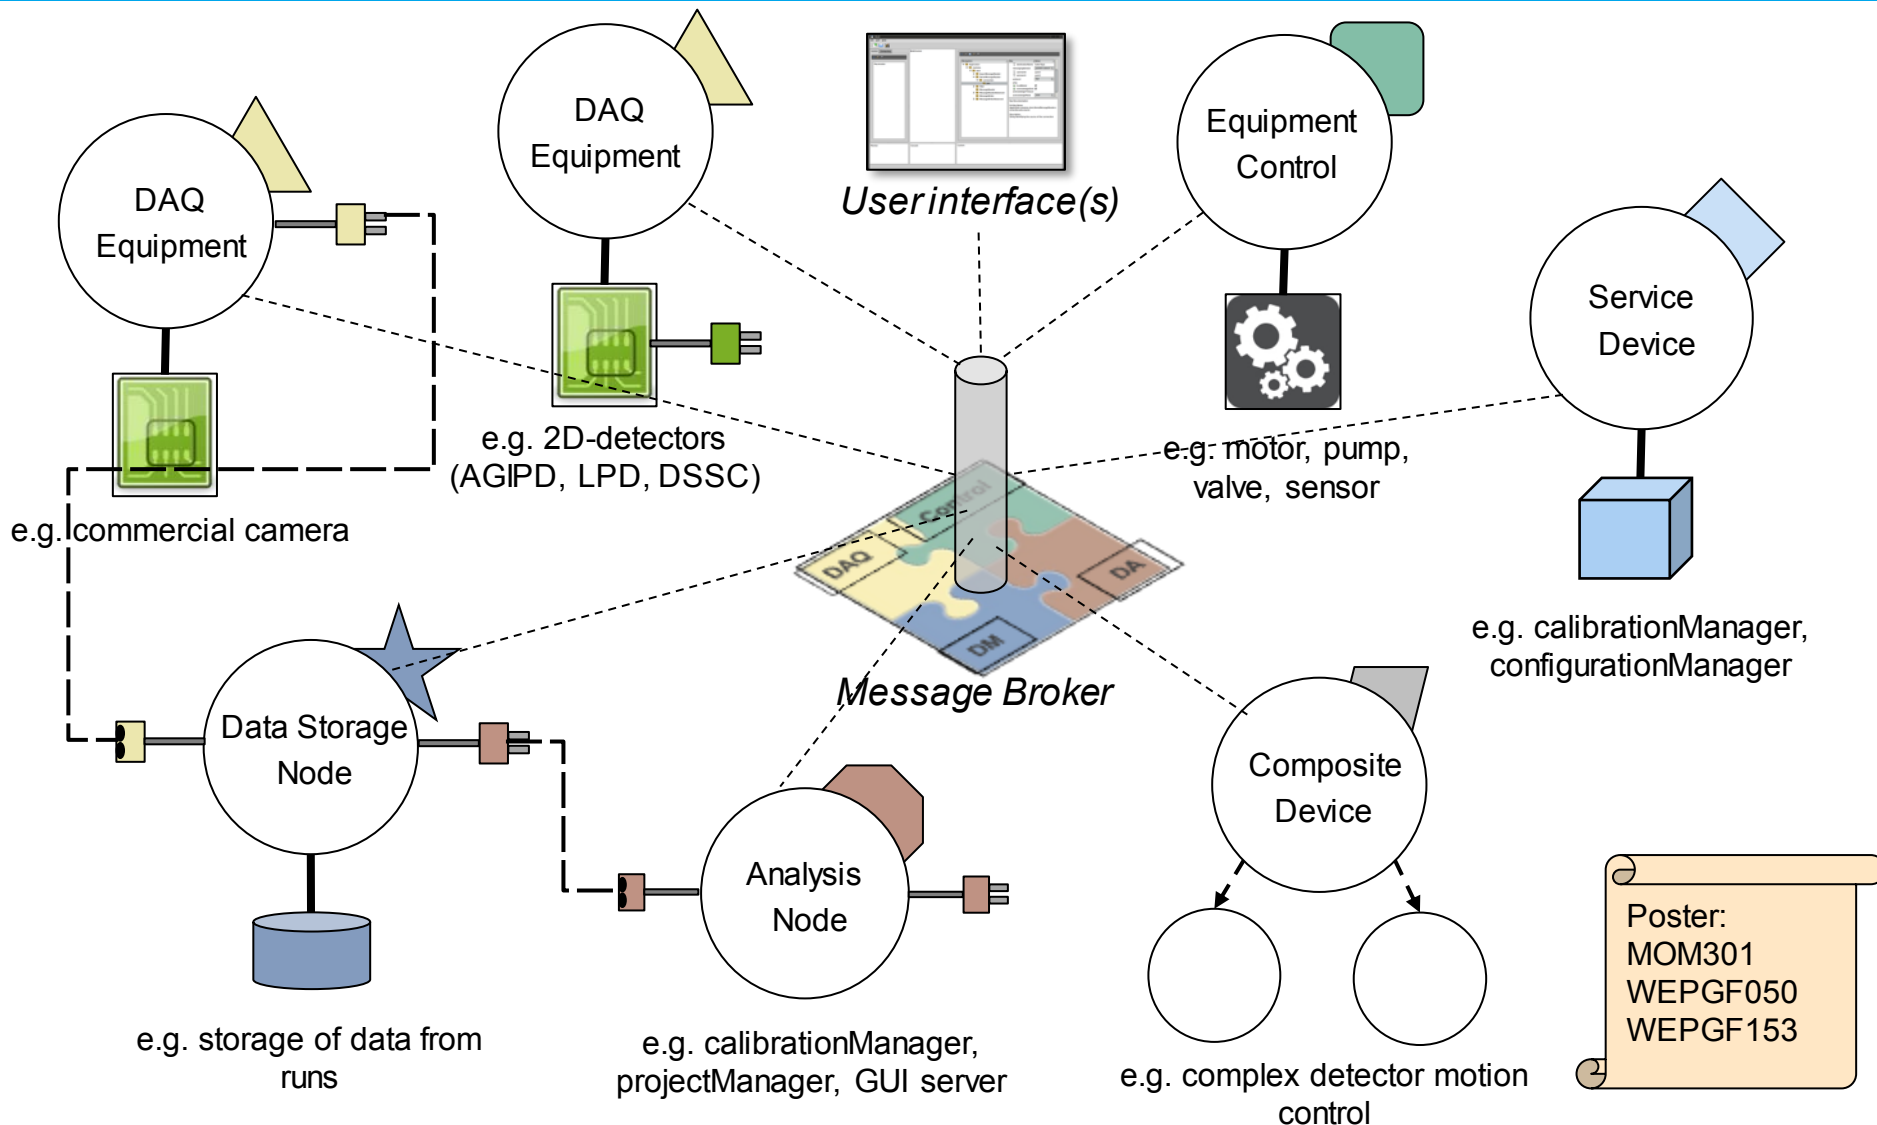 DAQ
Equipment
e.g. commercial camera
DAQ
Equipment
e.g. 2D-detectors
(AGIPD, LPD, DSSC)
User interface(s)
Equipment
Control
e.g. motor, pump,
valve, sensor
Service
Device
e.g. calibrationManager,
configurationManager
Control
DAQ
DA
DM
Message Broker
Data Storage
Node
e.g. storage of data from
runs
Analysis
Node
e.g. calibrationManager,
projectManager, GUI server
Composite
Device
e.g. complex detector motion
control
Poster:
MOM301
WEPGF050
WEPGF153